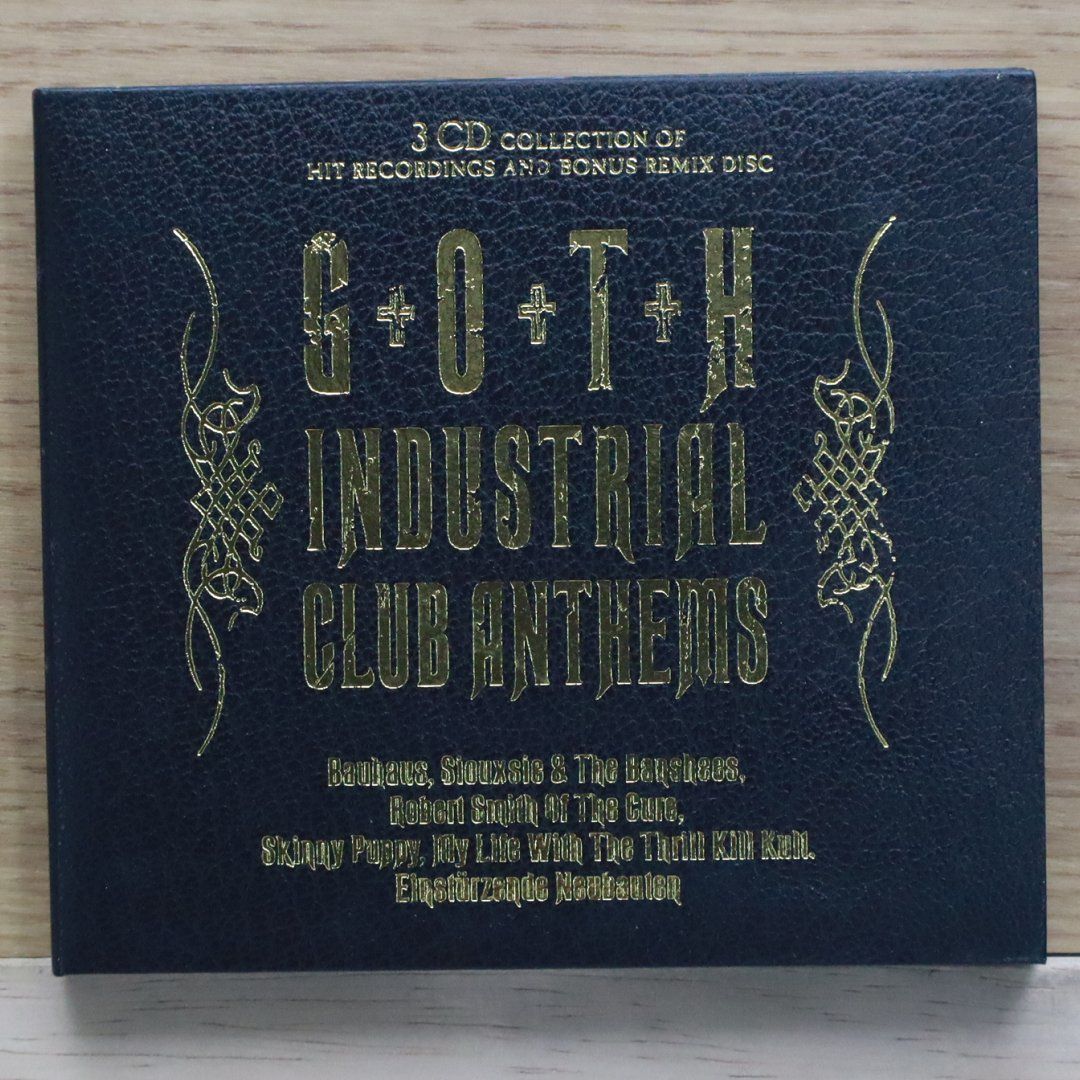 3 CD COLLECTION OF
HIT RECORDINGS AND BONUS REMIX DISC
G+O+T+H
INDUSTRIAL
CLUB ANTHEMS
Bauhaus, Siouxsie & The Banshees,
Robert Smith Of The Cure,
Skinny Puppy, My Life With The Thrill Kill Kult.
Einstürzende Neubauten